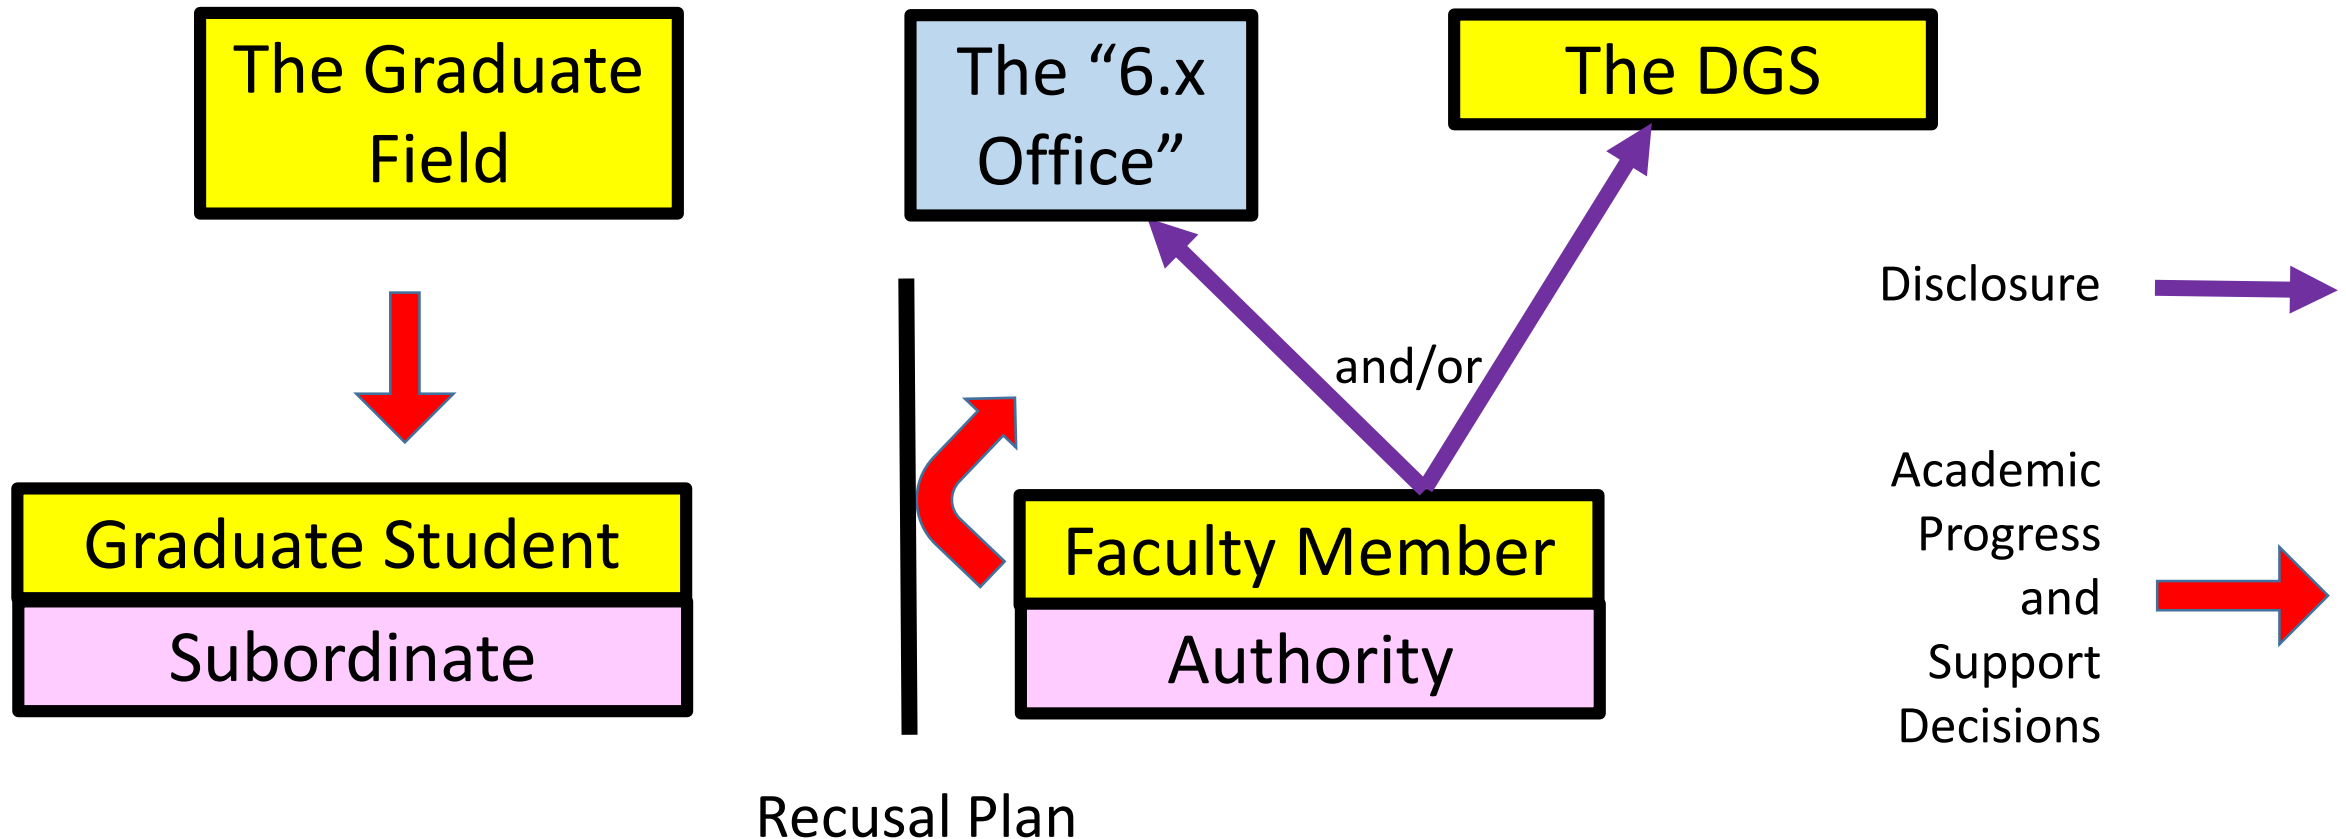 The Graduate
Field
The “6.x
Office”
The DGS
Disclosure
and/or
Academic
Progress
and
Support
Decisions
Graduate Student
Subordinate
Faculty Member
Authority
Recusal Plan